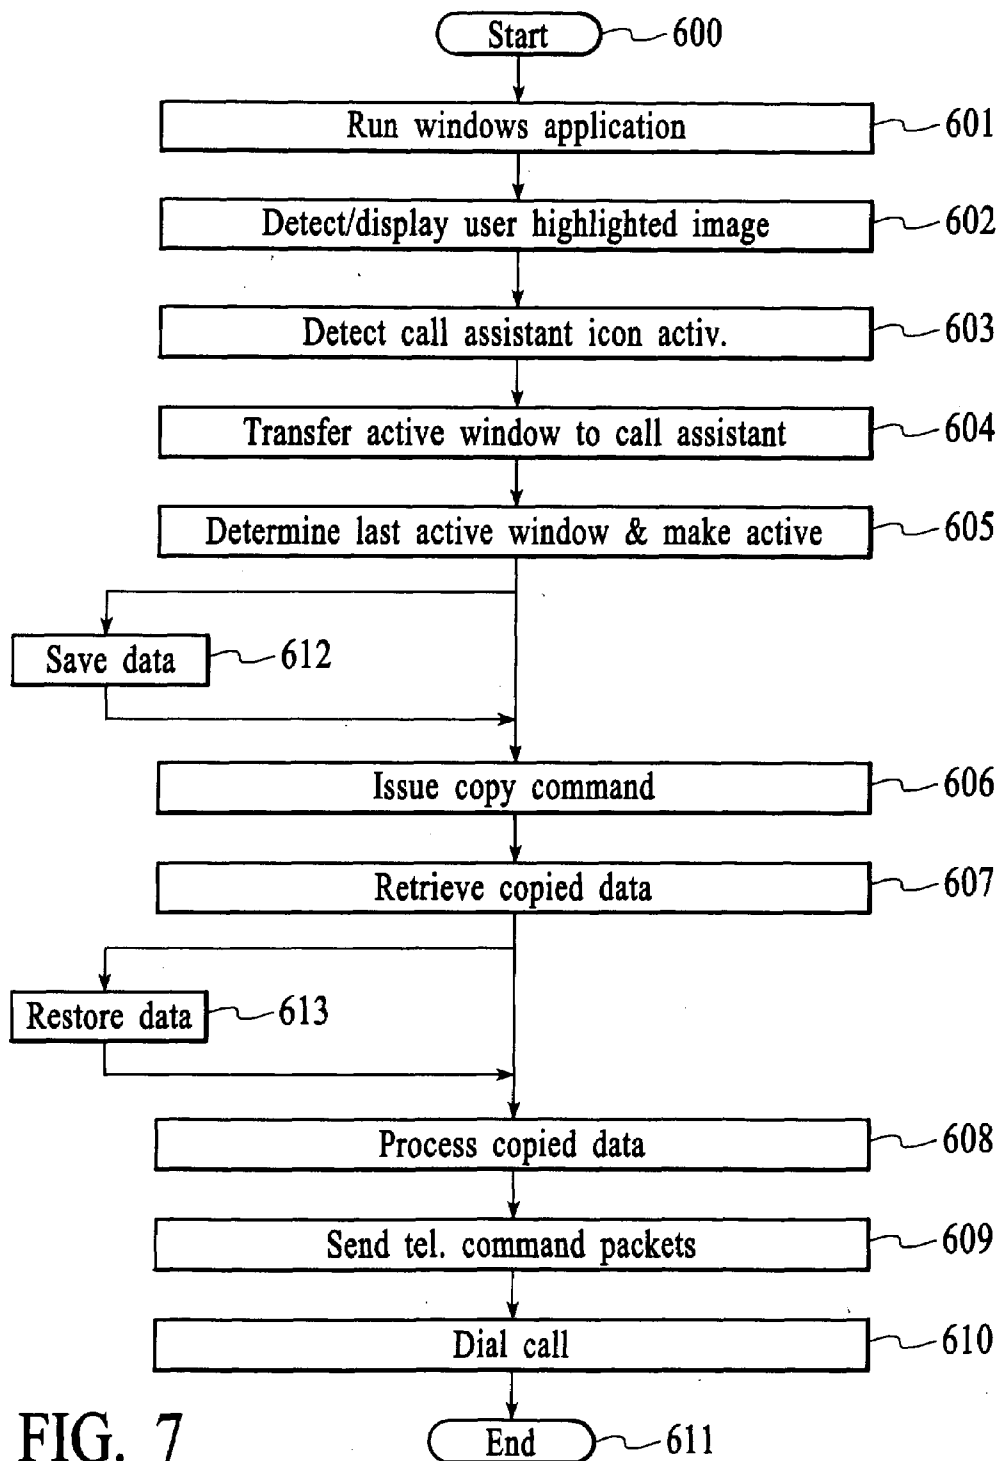 Start 600
Run windows application 601
Detect/display user highlighted image 602
Detect call assistant icon activ. 603
Transfer active window to call assistant 604
Determine last active window & make active 605
Save data 612
Issue copy command 606
Retrieve copied data 607
Restore data 613
Process copied data 608
Send tel. command packets 609
Dial call 610
End 611
FIG. 7